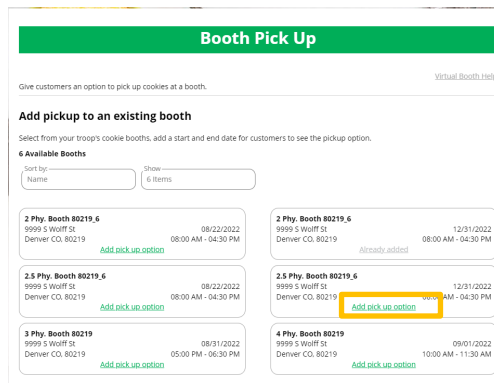 Booth Pick Up
Virtual Booth Help
Give customers an option to pick up cookies at a booth.
Add pickup to an existing booth
Select from your troop's cookie booths, add a start and end date for customers to see the pickup option.
6 Available Booths
Sort by:
Name
Show
6 items
2 Phy. Booth 80219_6
9999 S Wolff St 08/22/2022
Denver CO, 80219 08:00 AM - 04:30 PM
Add pick up option
2 Phy. Booth 80219_6
9999 S Wolff St 12/31/2022
Denver CO, 80219 08:00 AM - 04:30 PM
Already added
2.5 Phy. Booth 80219_6
9999 S Wolff St 08/22/2022
Denver CO, 80219 08:00 AM - 04:30 PM
Add pick up option
2.5 Phy. Booth 80219_6
9999 S Wolff St 12/31/2022
Denver CO, 80219 08:00 AM - 04:30 PM
Add pick up option
3 Phy. Booth 80219
9999 S Wolff St 08/31/2022
Denver CO, 80219 05:00 PM - 06:30 PM
Add pick up option
4 Phy. Booth 80219
9999 S Wolff St 09/01/2022
Denver CO, 80219 10:00 AM - 11:30 AM
Add pick up option